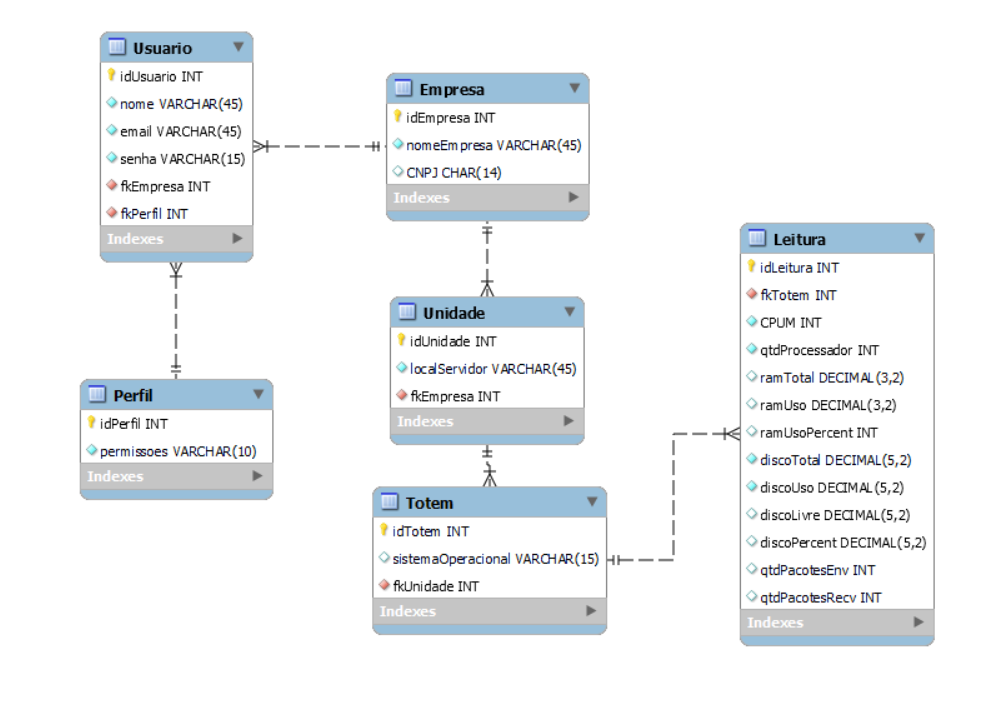 Usuario
idUsuario INT
nome VARCHAR(45)
email VARCHAR(45)
senha VARCHAR(15)
fkEmpresa INT
fkPerfil INT
Indexes
Empresa
idEmpresa INT
nomeEmpresa VARCHAR(45)
CNPJ CHAR(14)
Indexes
Perfil
idPerfil INT
permissoes VARCHAR(10)
Indexes
Unidade
idUnidade INT
localServidor VARCHAR(45)
fkEmpresa INT
Indexes
Totem
idTotem INT
sistemaOperacional VARCHAR(15)
fkUnidade INT
Indexes
Leitura
idLeitura INT
fkTotem INT
CPUM INT
qtdProcessador INT
ramTotal DECIMAL(3,2)
ramUso DECIMAL(3,2)
ramUsoPercent INT
discoTotal DECIMAL(5,2)
discoUso DECIMAL(5,2)
discoLivre DECIMAL(5,2)
discoPercent DECIMAL(5,2)
qtdPacotesEnv INT
qtdPacotesRecv INT
Indexes